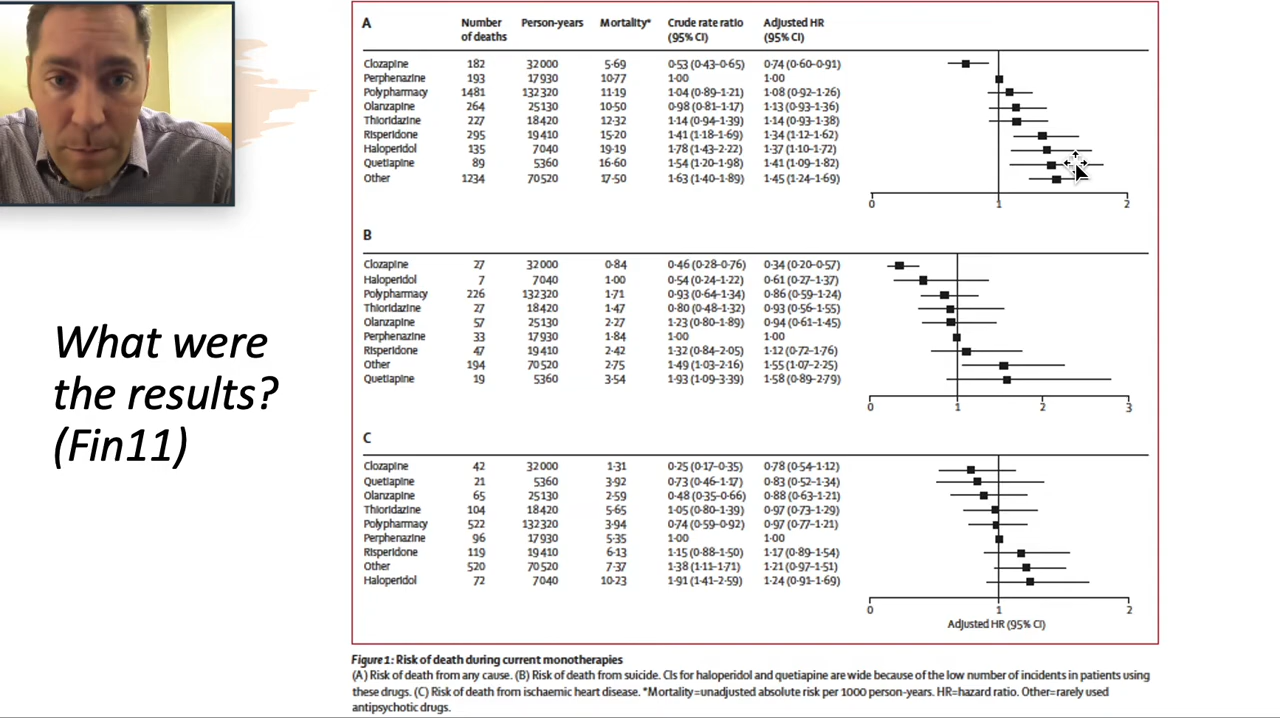 What were
the results?
(Fin11)
A Number of deaths Person-years Mortality* Crude rate ratio (95% CI) Adjusted HR (95% CI)
Clozapine 182 32 000 5·69 0·53 (0·43–0·65) 0·74 (0·60–0·91)
Perphenazine 193 17 930 10·77 1·00 1·00
Polypharmacy 1481 132 320 11·19 1·04 (0·89–1·21) 1·08 (0·92–1·26)
Olanzapine 264 25 130 10·50 0·98 (0·81–1·17) 1·13 (0·93–1·36)
Thioridazine 227 18 420 12·32 1·14 (0·94–1·39) 1·14 (0·93–1·38)
Risperidone 295 19 410 15·20 1·41 (1·18–1·69) 1·34 (1·12–1·62)
Haloperidol 135 7040 19·19 1·78 (1·43–2·22) 1·37 (1·10–1·72)
Quetiapine 89 5360 16·60 1·54 (1·20–1·98) 1·41 (1·09–1·82)
Other 1234 70 520 17·50 1·63 (1·40–1·89) 1·45 (1·24–1·69)
0 1 2
B
Clozapine 27 32 000 0·84 0·46 (0·28–0·76) 0·34 (0·20–0·57)
Haloperidol 7 7040 1·00 0·54 (0·24–1·22) 0·61 (0·27–1·37)
Polypharmacy 226 132 320 1·71 0·93 (0·64–1·34) 0·86 (0·59–1·24)
Thioridazine 27 18 420 1·47 0·80 (0·48–1·32) 0·93 (0·56–1·55)
Olanzapine 57 25 130 2·27 1·23 (0·80–1·89) 0·94 (0·61–1·45)
Perphenazine 33 17 930 1·84 1·00 1·00
Risperidone 47 19 410 2·42 1·32 (0·84–2·05) 1·12 (0·72–1·76)
Other 194 70 520 2·75 1·49 (1·03–2·16) 1·55 (1·07–2·25)
Quetiapine 19 5360 3·54 1·93 (1·09–3·39) 1·58 (0·89–2·79)
0 1 2 3
C
Clozapine 42 32 000 1·31 0·25 (0·17–0·35) 0·78 (0·54–1·12)
Quetiapine 21 5360 3·92 0·73 (0·46–1·17) 0·83 (0·52–1·34)
Olanzapine 65 25 130 2·59 0·48 (0·35–0·66) 0·88 (0·63–1·21)
Thioridazine 104 18 420 5·65 1·05 (0·80–1·39) 0·97 (0·73–1·29)
Polypharmacy 522 132 320 3·94 0·74 (0·59–0·92) 0·97 (0·77–1·21)
Perphenazine 96 17 930 5·35 1·00 1·00
Risperidone 119 19 410 6·13 1·15 (0·88–1·50) 1·17 (0·89–1·54)
Other 520 70 520 7·37 1·38 (1·11–1·71) 1·21 (0·97–1·51)
Haloperidol 72 7040 10·23 1·91 (1·41–2·59) 1·24 (0·91–1·69)
0 1 2
Adjusted HR (95% CI)
Figure 1: Risk of death during current monotherapies
(A) Risk of death from any cause. (B) Risk of death from suicide. CIs for haloperidol and quetiapine are wide because of the low number of incidents in patients using
these drugs. (C) Risk of death from ischaemic heart disease. *Mortality=unadjusted absolute risk per 1000 person-years. HR=hazard ratio. Other=rarely used
antipsychotic drugs.